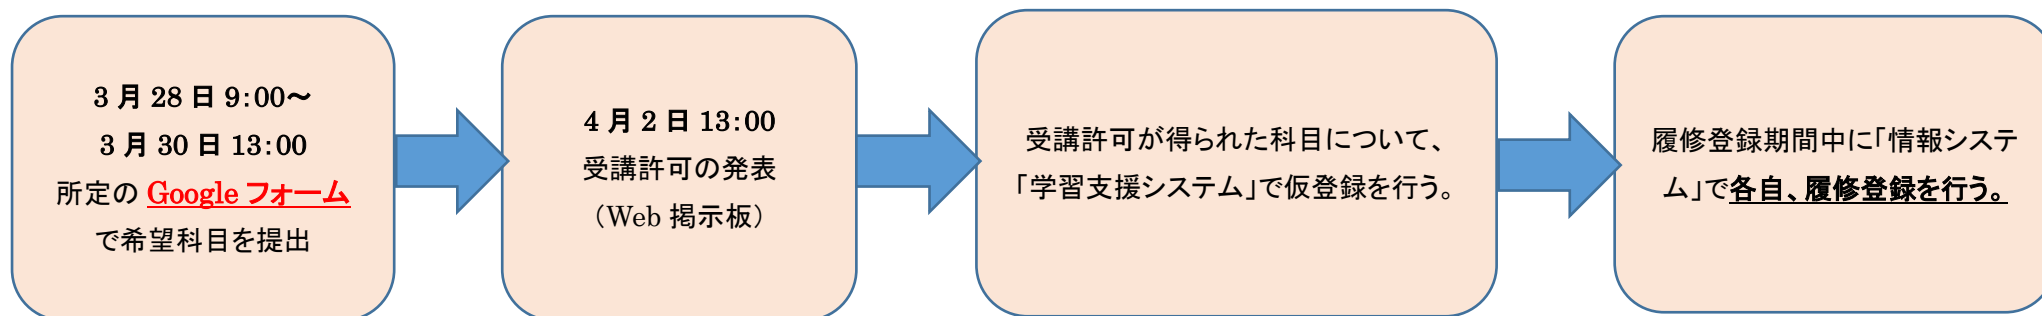 3 月 28 日 9:00～
3 月 30 日 13:00
所定の Google フォーム
で希望科目を提出
4 月 2 日 13:00
受講許可の発表
（Web 掲示板）
受講許可が得られた科目について、
「学習支援システム」で仮登録を行う。
履修登録期間中に「情報システ
ム」で各自、履修登録を行う。